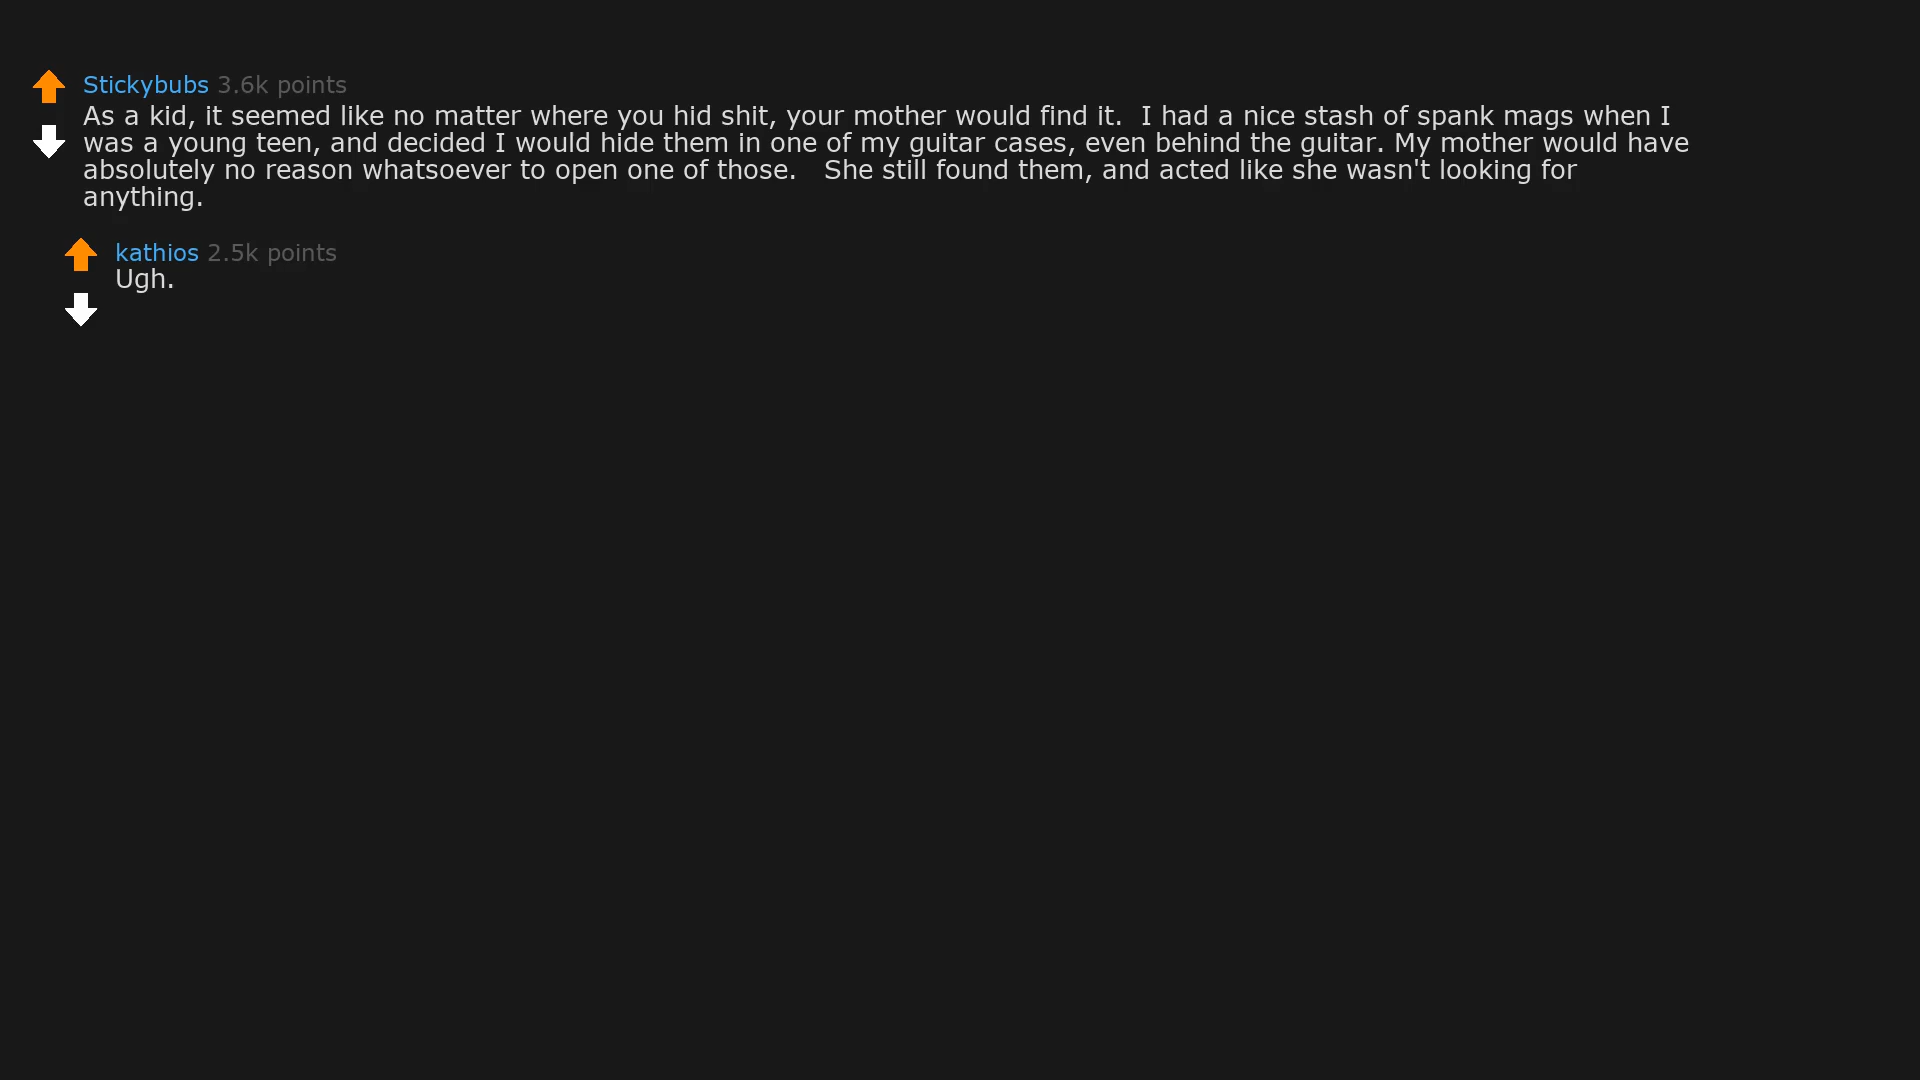 Stickybubs 3.6k points
As a kid, it seemed like no matter where you hid shit, your mother would find it.  I had a nice stash of spank mags when I
was a young teen, and decided I would hide them in one of my guitar cases, even behind the guitar. My mother would have
absolutely no reason whatsoever to open one of those.   She still found them, and acted like she wasn't looking for
anything.
kathios 2.5k points
Ugh.